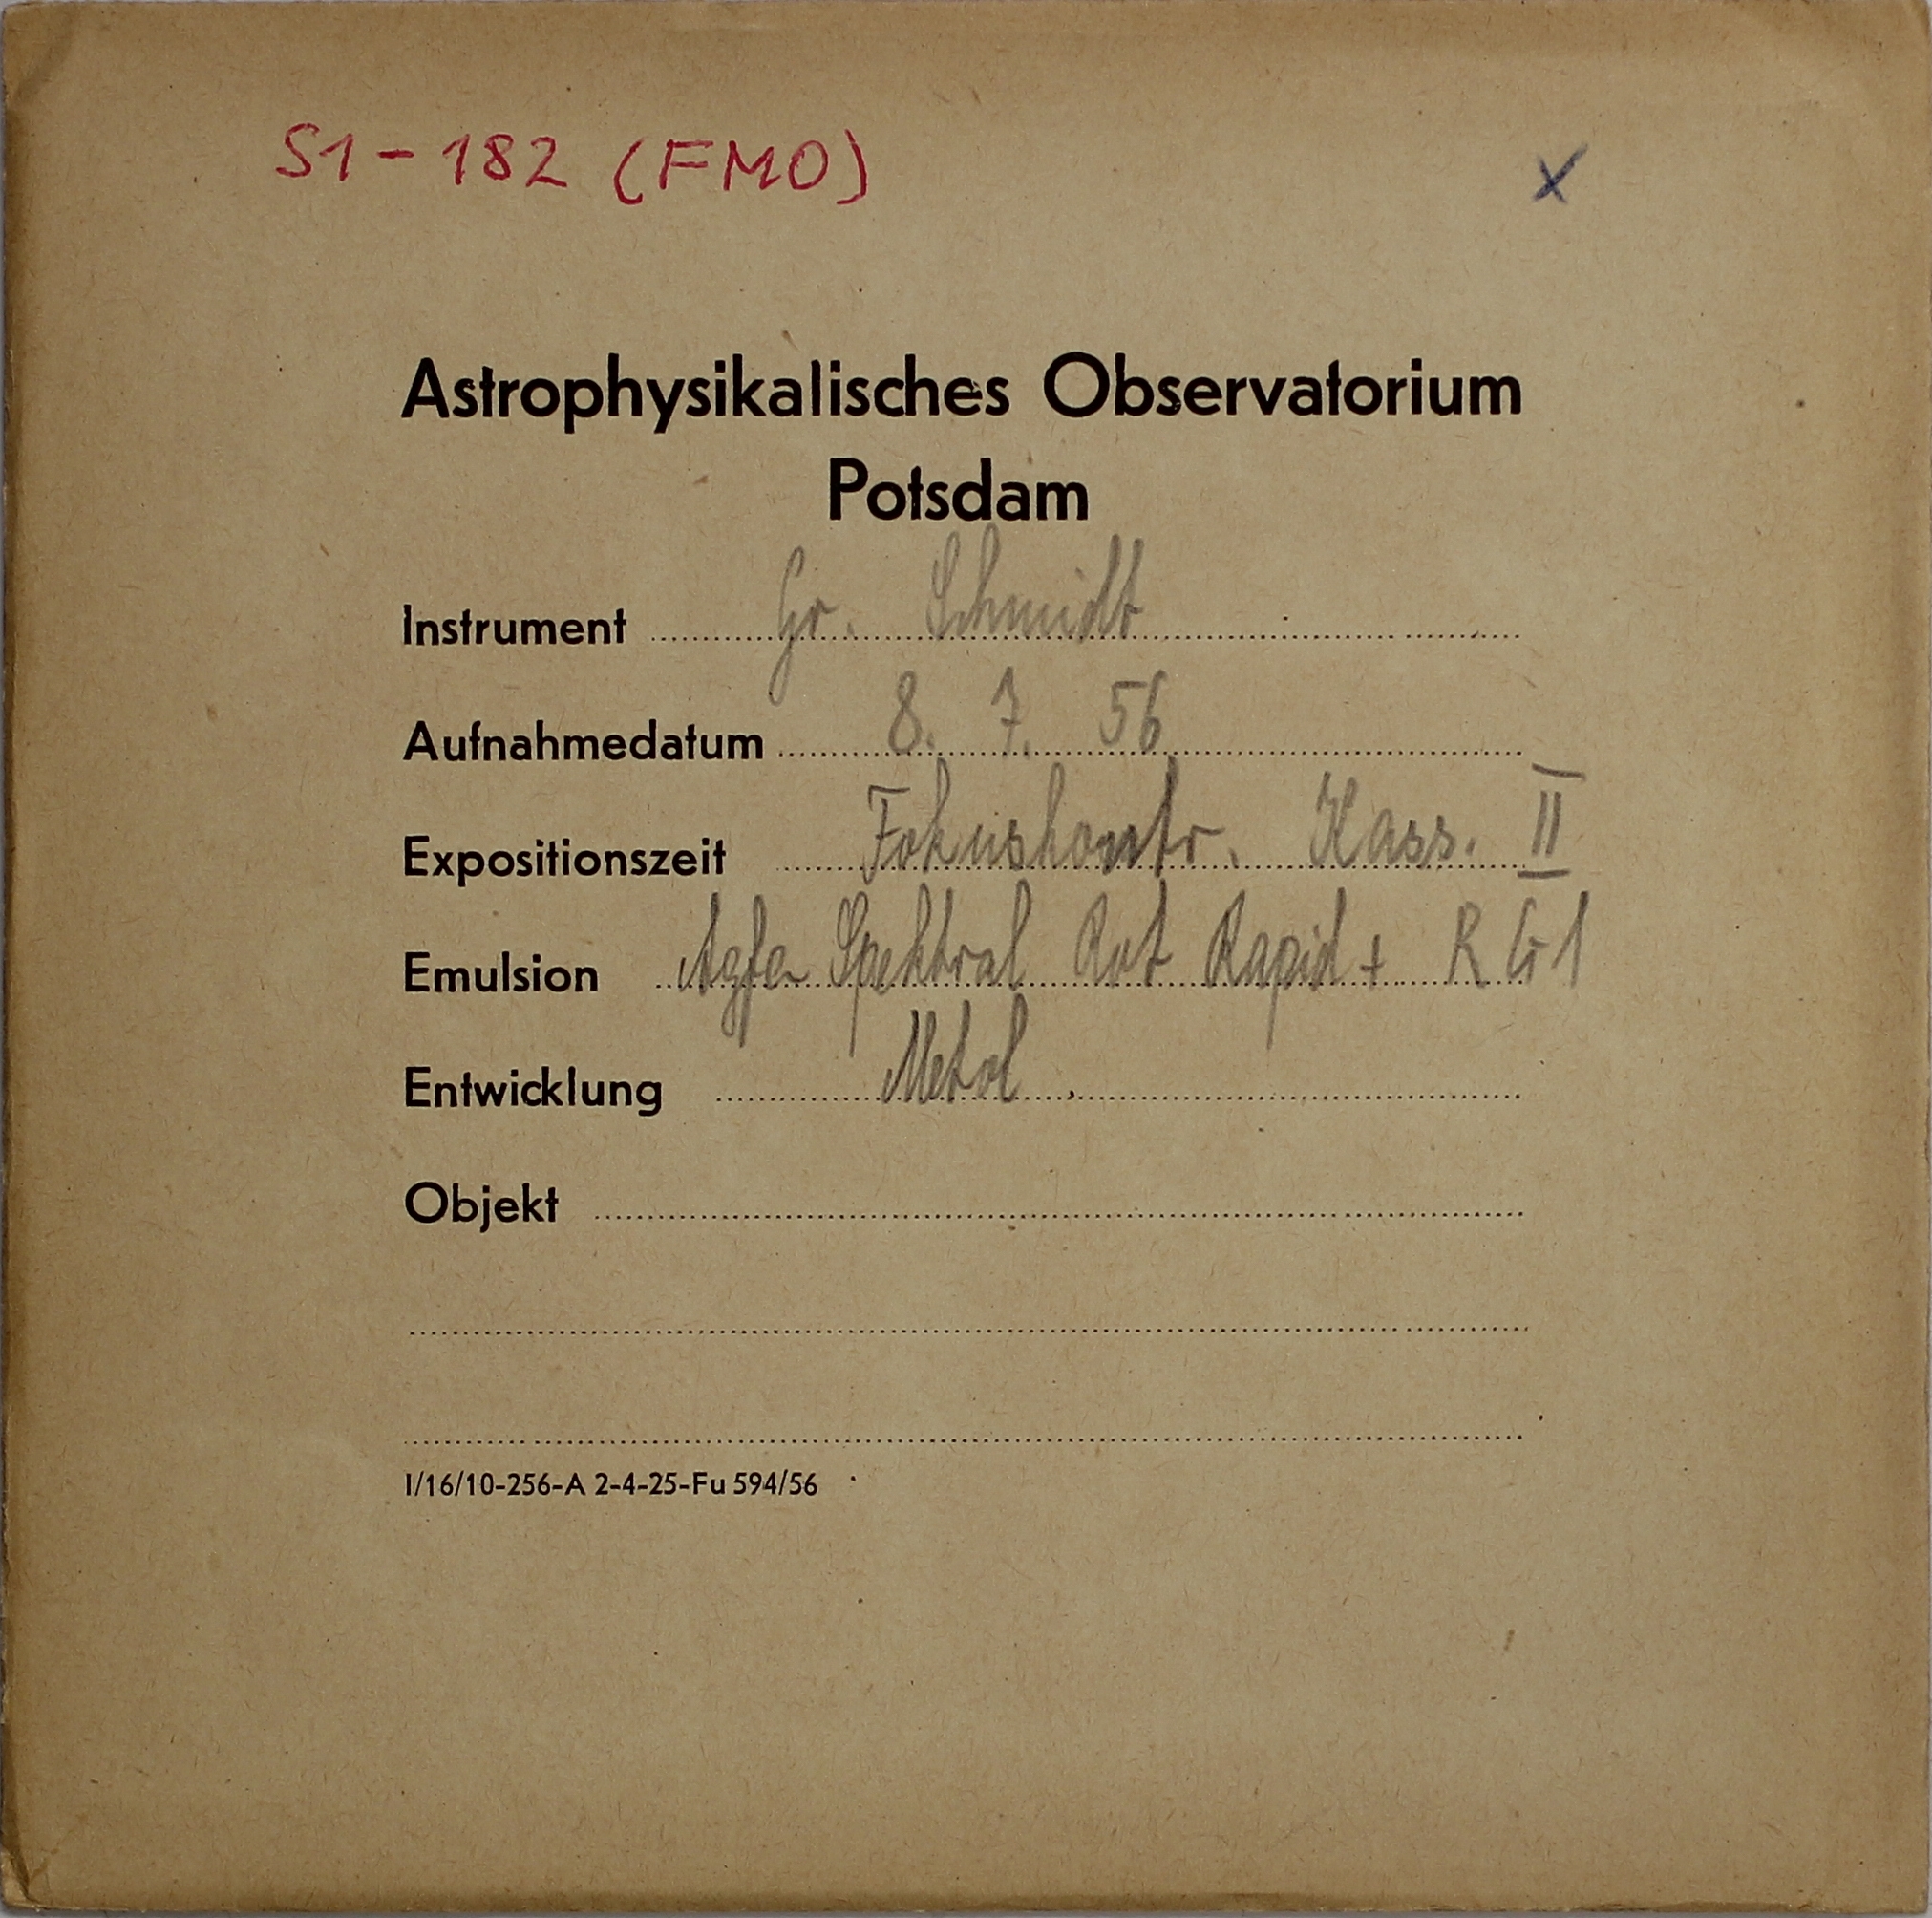 S1-182 (FMO) X
Astrophysikalisches Observatorium
Potsdam
Instrument Gr. Schmidt
Aufnahmedatum 8. 7. 56
Expositionszeit Fokuskontr. Kass. II
Emulsion Agfa Spektral Rot Rapid + RG1
Entwicklung Metol.
Objekt
I/16/10-256-A 2-4-25-Fu 594/56